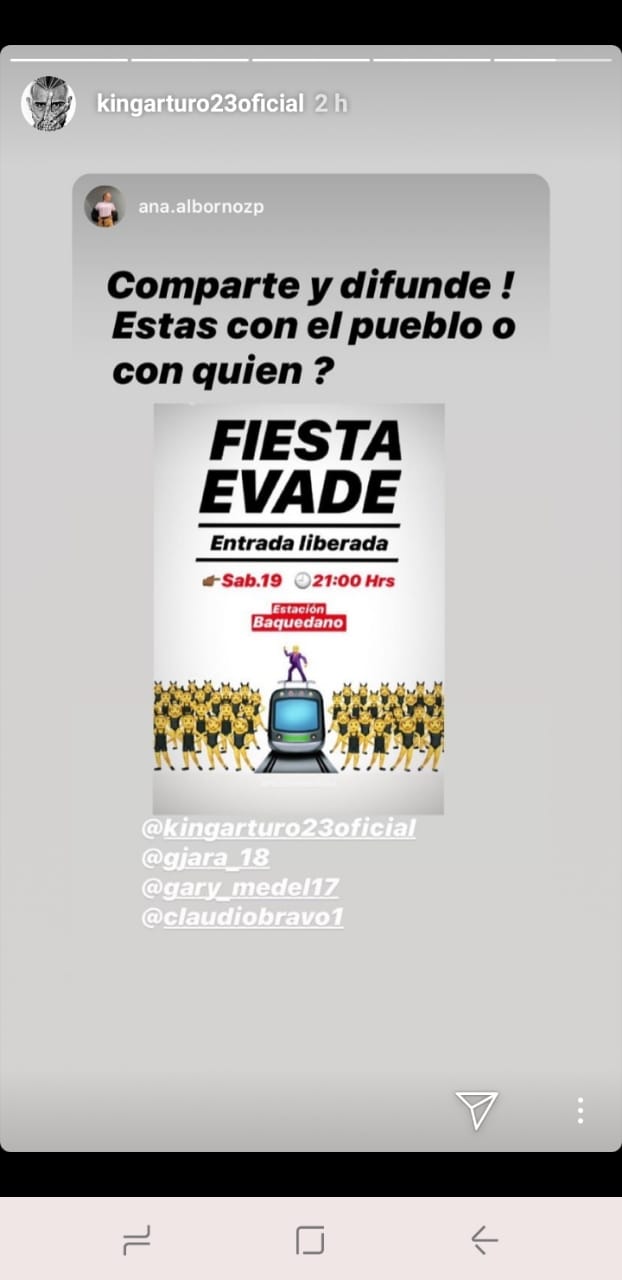 kingarturo23oficial 2 h
ana.albornozp
Comparte y difunde !
Estas con el pueblo o
con quien ?
FIESTA
EVADE
Entrada liberada
Sab.19 21:00 Hrs
Estación
Baquedano
@kingarturo23oficial
@gjara_18
@gary_medel17
@claudiobravo1